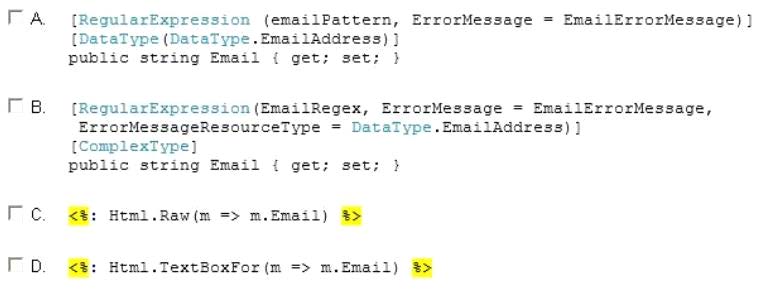 A. [RegularExpression (emailPattern, ErrorMessage = EmailErrorMessage)]
[DataType(DataType.EmailAddress)]
public string Email { get; set; }
B. [RegularExpression(EmailRegex, ErrorMessage = EmailErrorMessage,
ErrorMessageResourceType = DataType.EmailAddress)]
[ComplexType]
public string Email { get; set; }
C. <%: Html.Raw(m => m.Email) %>
D. <%: Html.TextBoxFor(m => m.Email) %>